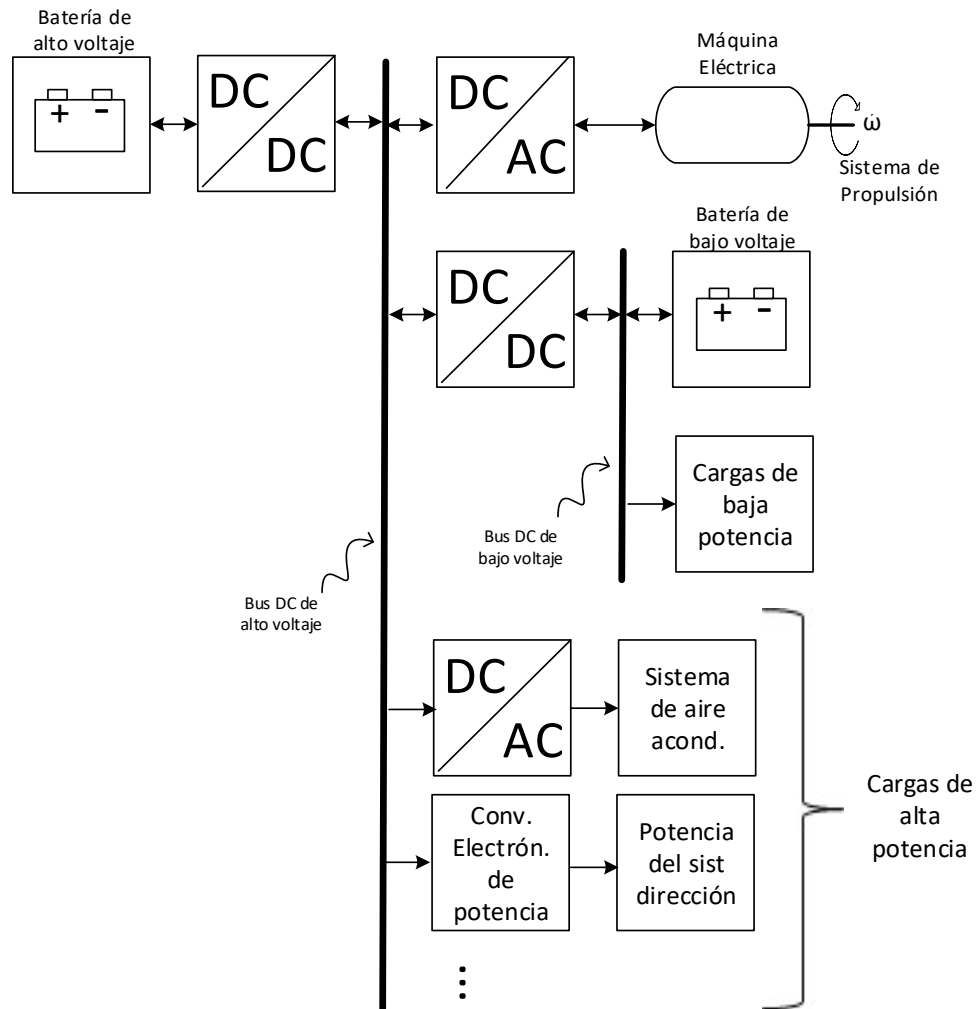 Batería de
alto voltaje
+ -
DC
DC
DC
AC
Máquina
Eléctrica
ω̇
Sistema de
Propulsión
DC
DC
Batería de
bajo voltaje
+ -
Cargas de
baja
potencia
Bus DC de
bajo voltaje
Bus DC de
alto voltaje
DC
AC
Sistema
de aire
acond.
Conv.
Electrón.
de
potencia
Potencia
del sist
dirección
Cargas de
alta
potencia
⋮